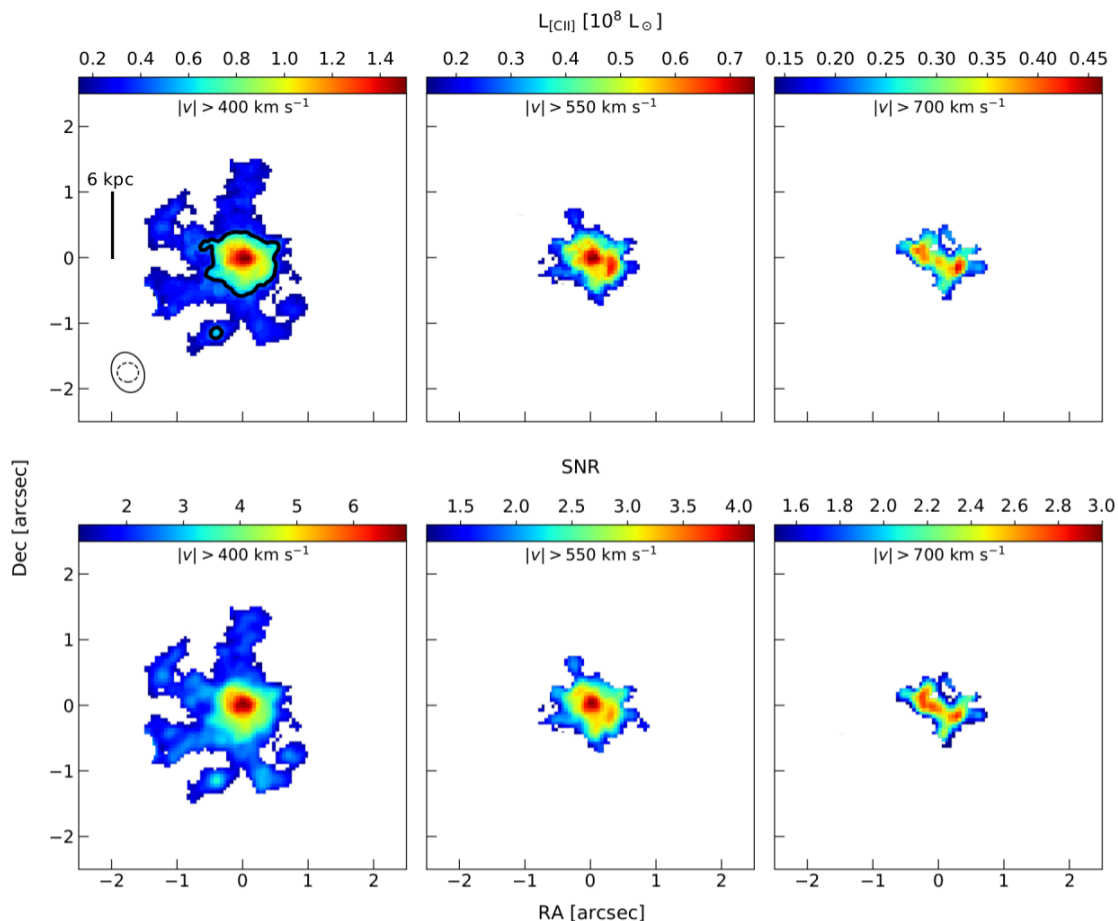 L[CII] [10⁸ L⊙]
0.2 0.4 0.6 0.8 1.0 1.2 1.4
0.2 0.3 0.4 0.5 0.6 0.7
0.15 0.20 0.25 0.30 0.35 0.40 0.45
|v| > 400 km s⁻¹
|v| > 550 km s⁻¹
|v| > 700 km s⁻¹
2
6 kpc
1
0
−1
−2
SNR
2 3 4 5 6
1.5 2.0 2.5 3.0 3.5 4.0
1.6 1.8 2.0 2.2 2.4 2.6 2.8 3.0
|v| > 400 km s⁻¹
|v| > 550 km s⁻¹
|v| > 700 km s⁻¹
Dec [arcsec]
2
1
0
−1
−2
−2 −1 0 1 2
−2 −1 0 1 2
−2 −1 0 1 2
RA [arcsec]